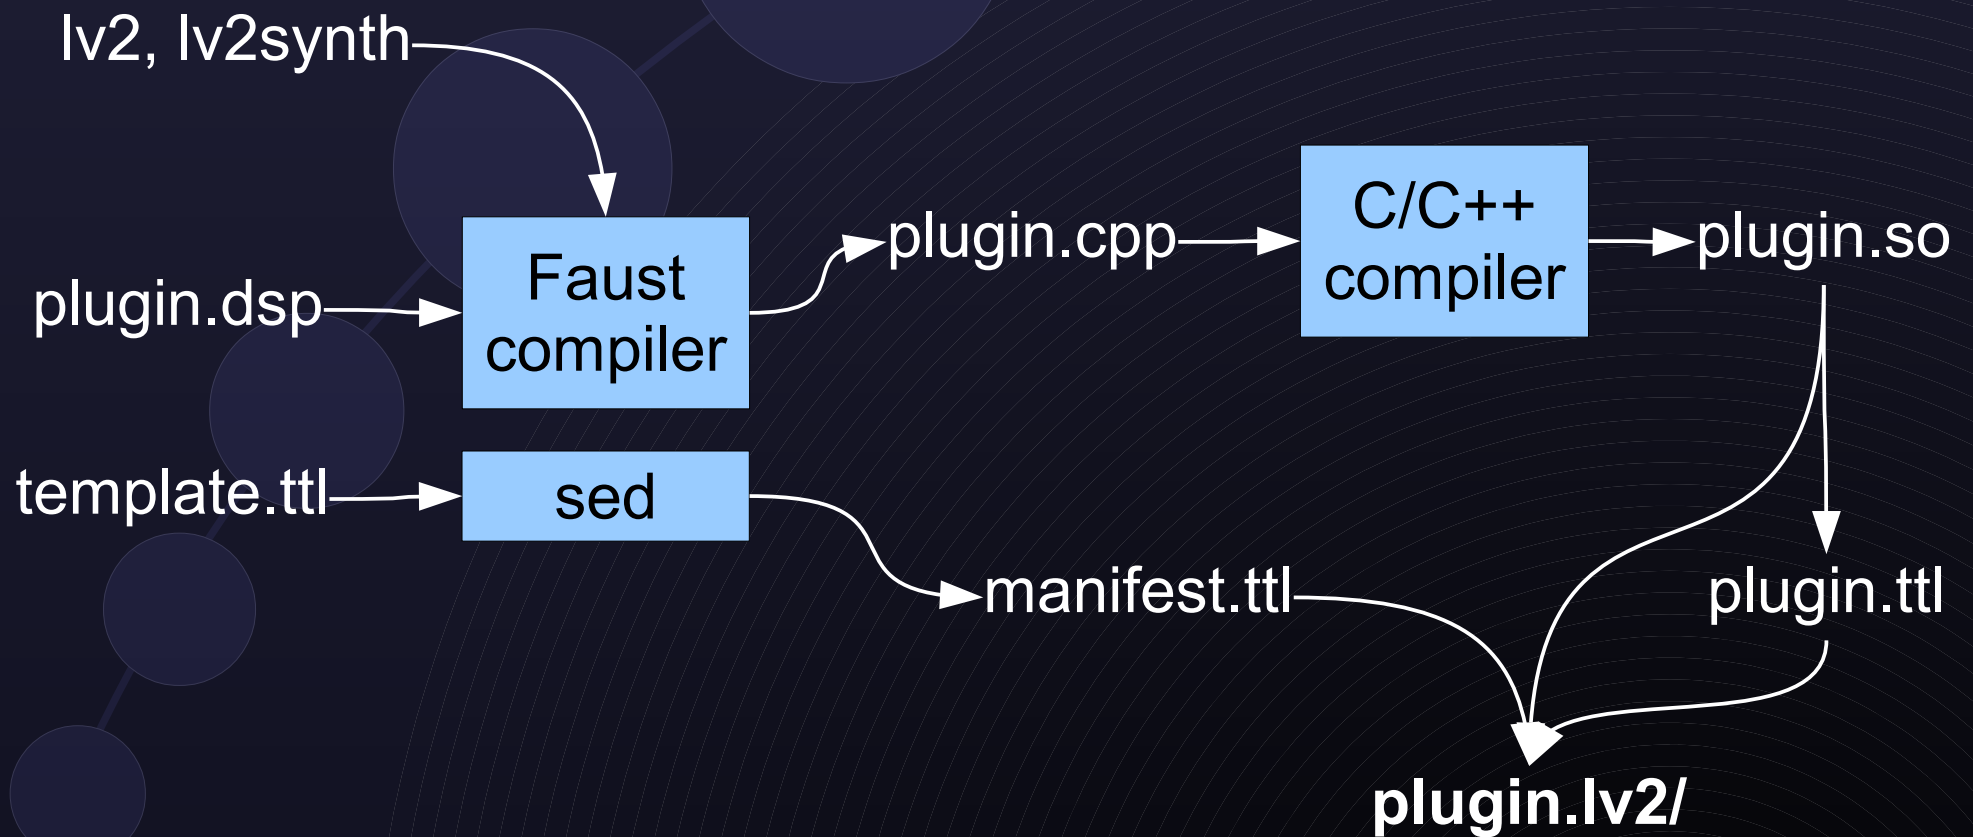 lv2, lv2synth
plugin.dsp
Faust
compiler
plugin.cpp
C/C++
compiler
plugin.so
template.ttl
sed
manifest.ttl
plugin.ttl
plugin.lv2/